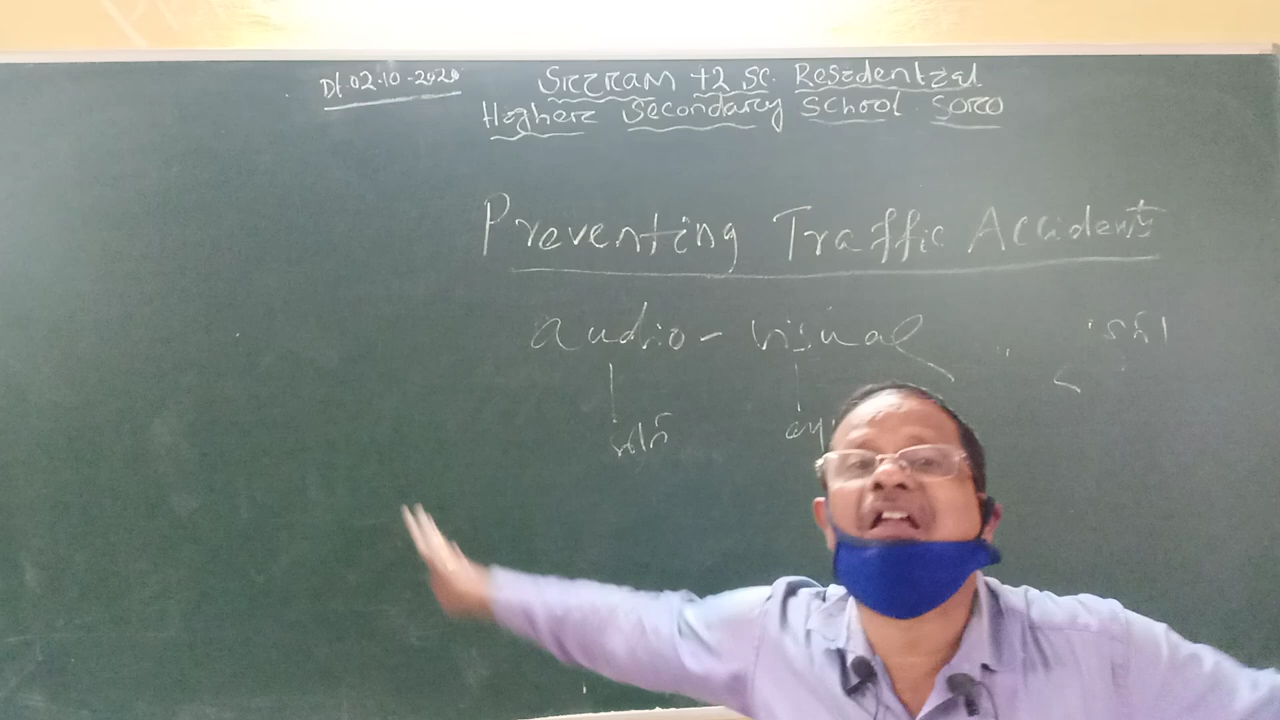 Dt.02.10.2020
SRIRAM +2 SC. Residential
Higher Secondary School SORO
Preventing Traffic Accidents
audio - visual